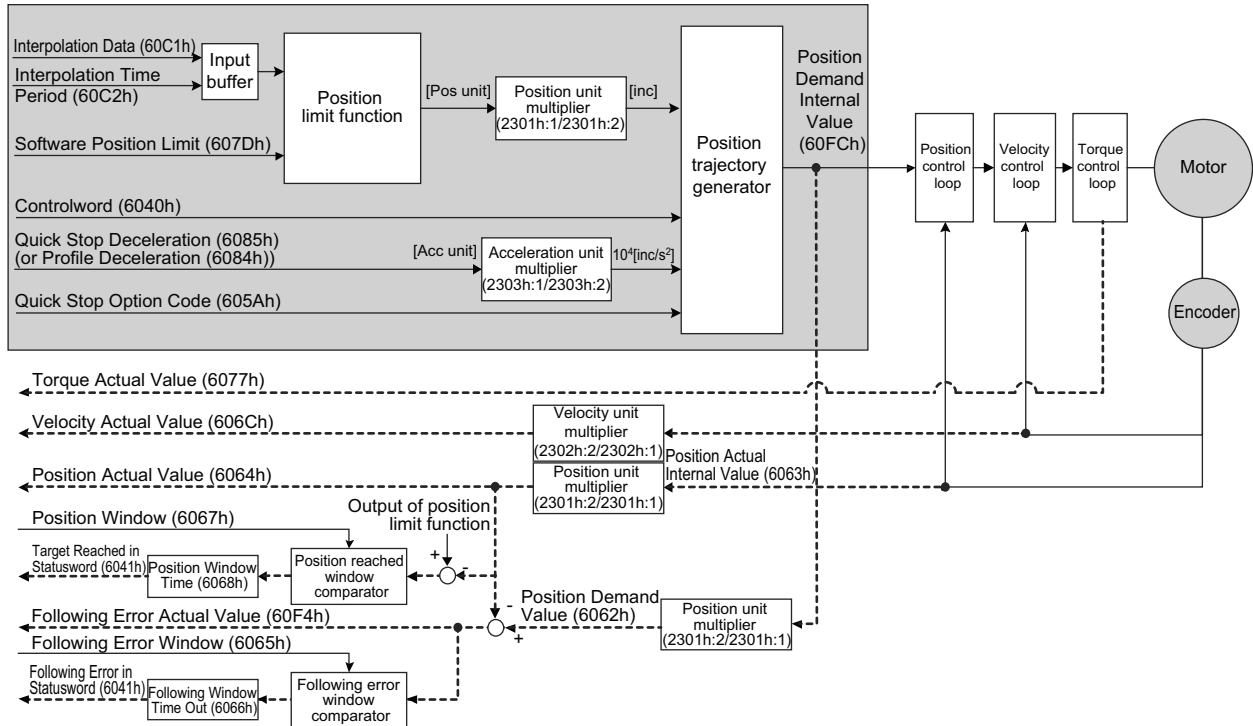 Interpolation Data (60C1h)
Interpolation Time
Period (60C2h)
Input
buffer
Software Position Limit (607Dh)
Position
limit function
[Pos unit]
Position unit
multiplier
(2301h:1/2301h:2)
[inc]
Controlword (6040h)
Quick Stop Deceleration (6085h)
(or Profile Deceleration (6084h))
[Acc unit]
Acceleration unit
multiplier
(2303h:1/2303h:2)
10⁴[inc/s²]
Quick Stop Option Code (605Ah)
Position
trajectory
generator
Position
Demand
Internal
Value
(60FCh)
Position
control
loop
Velocity
control
loop
Torque
control
loop
Motor
Encoder
Torque Actual Value (6077h)
Velocity Actual Value (606Ch)
Velocity unit
multiplier
(2302h:2/2302h:1)
Position Actual Value (6064h)
Position unit
multiplier
(2301h:2/2301h:1)
Position Actual
Internal Value (6063h)
Position Window (6067h)
Output of position
limit function
+
-
Target Reached in
Statusword (6041h)
Position Window
Time (6068h)
Position reached
window
comparator
Following Error Actual Value (60F4h)
-
+
Position Demand
Value (6062h)
Position unit
multiplier
(2301h:2/2301h:1)
Following Error Window (6065h)
Following Error in
Statusword (6041h)
Following Window
Time Out (6066h)
Following error
window
comparator